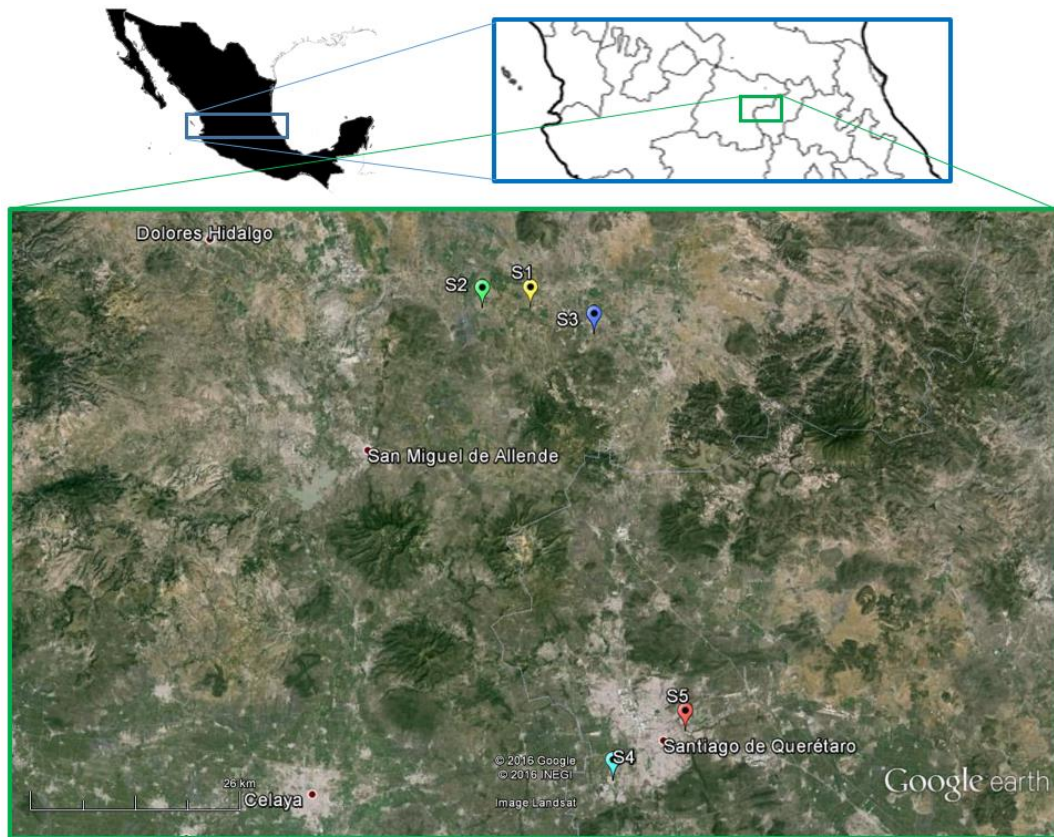 Dolores Hidalgo
S2
S1
S3
San Miguel de Allende
S5
Santiago de Querétaro
S4
© 2016 Google
© 2016 INEGI
Image Landsat
26 km
Celaya
Google earth